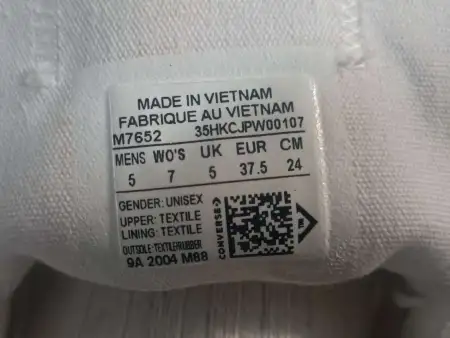 MADE IN VIETNAM
FABRIQUE AU VIETNAM
M7652 35HKCJPW00107
MENS WO'S UK EUR CM
5 7 5 37.5 24
GENDER: UNISEX
UPPER: TEXTILE
LINING: TEXTILE
OUTSOLE: TEXTILE/RUBBER
9A 2004 M88
CONVERSE